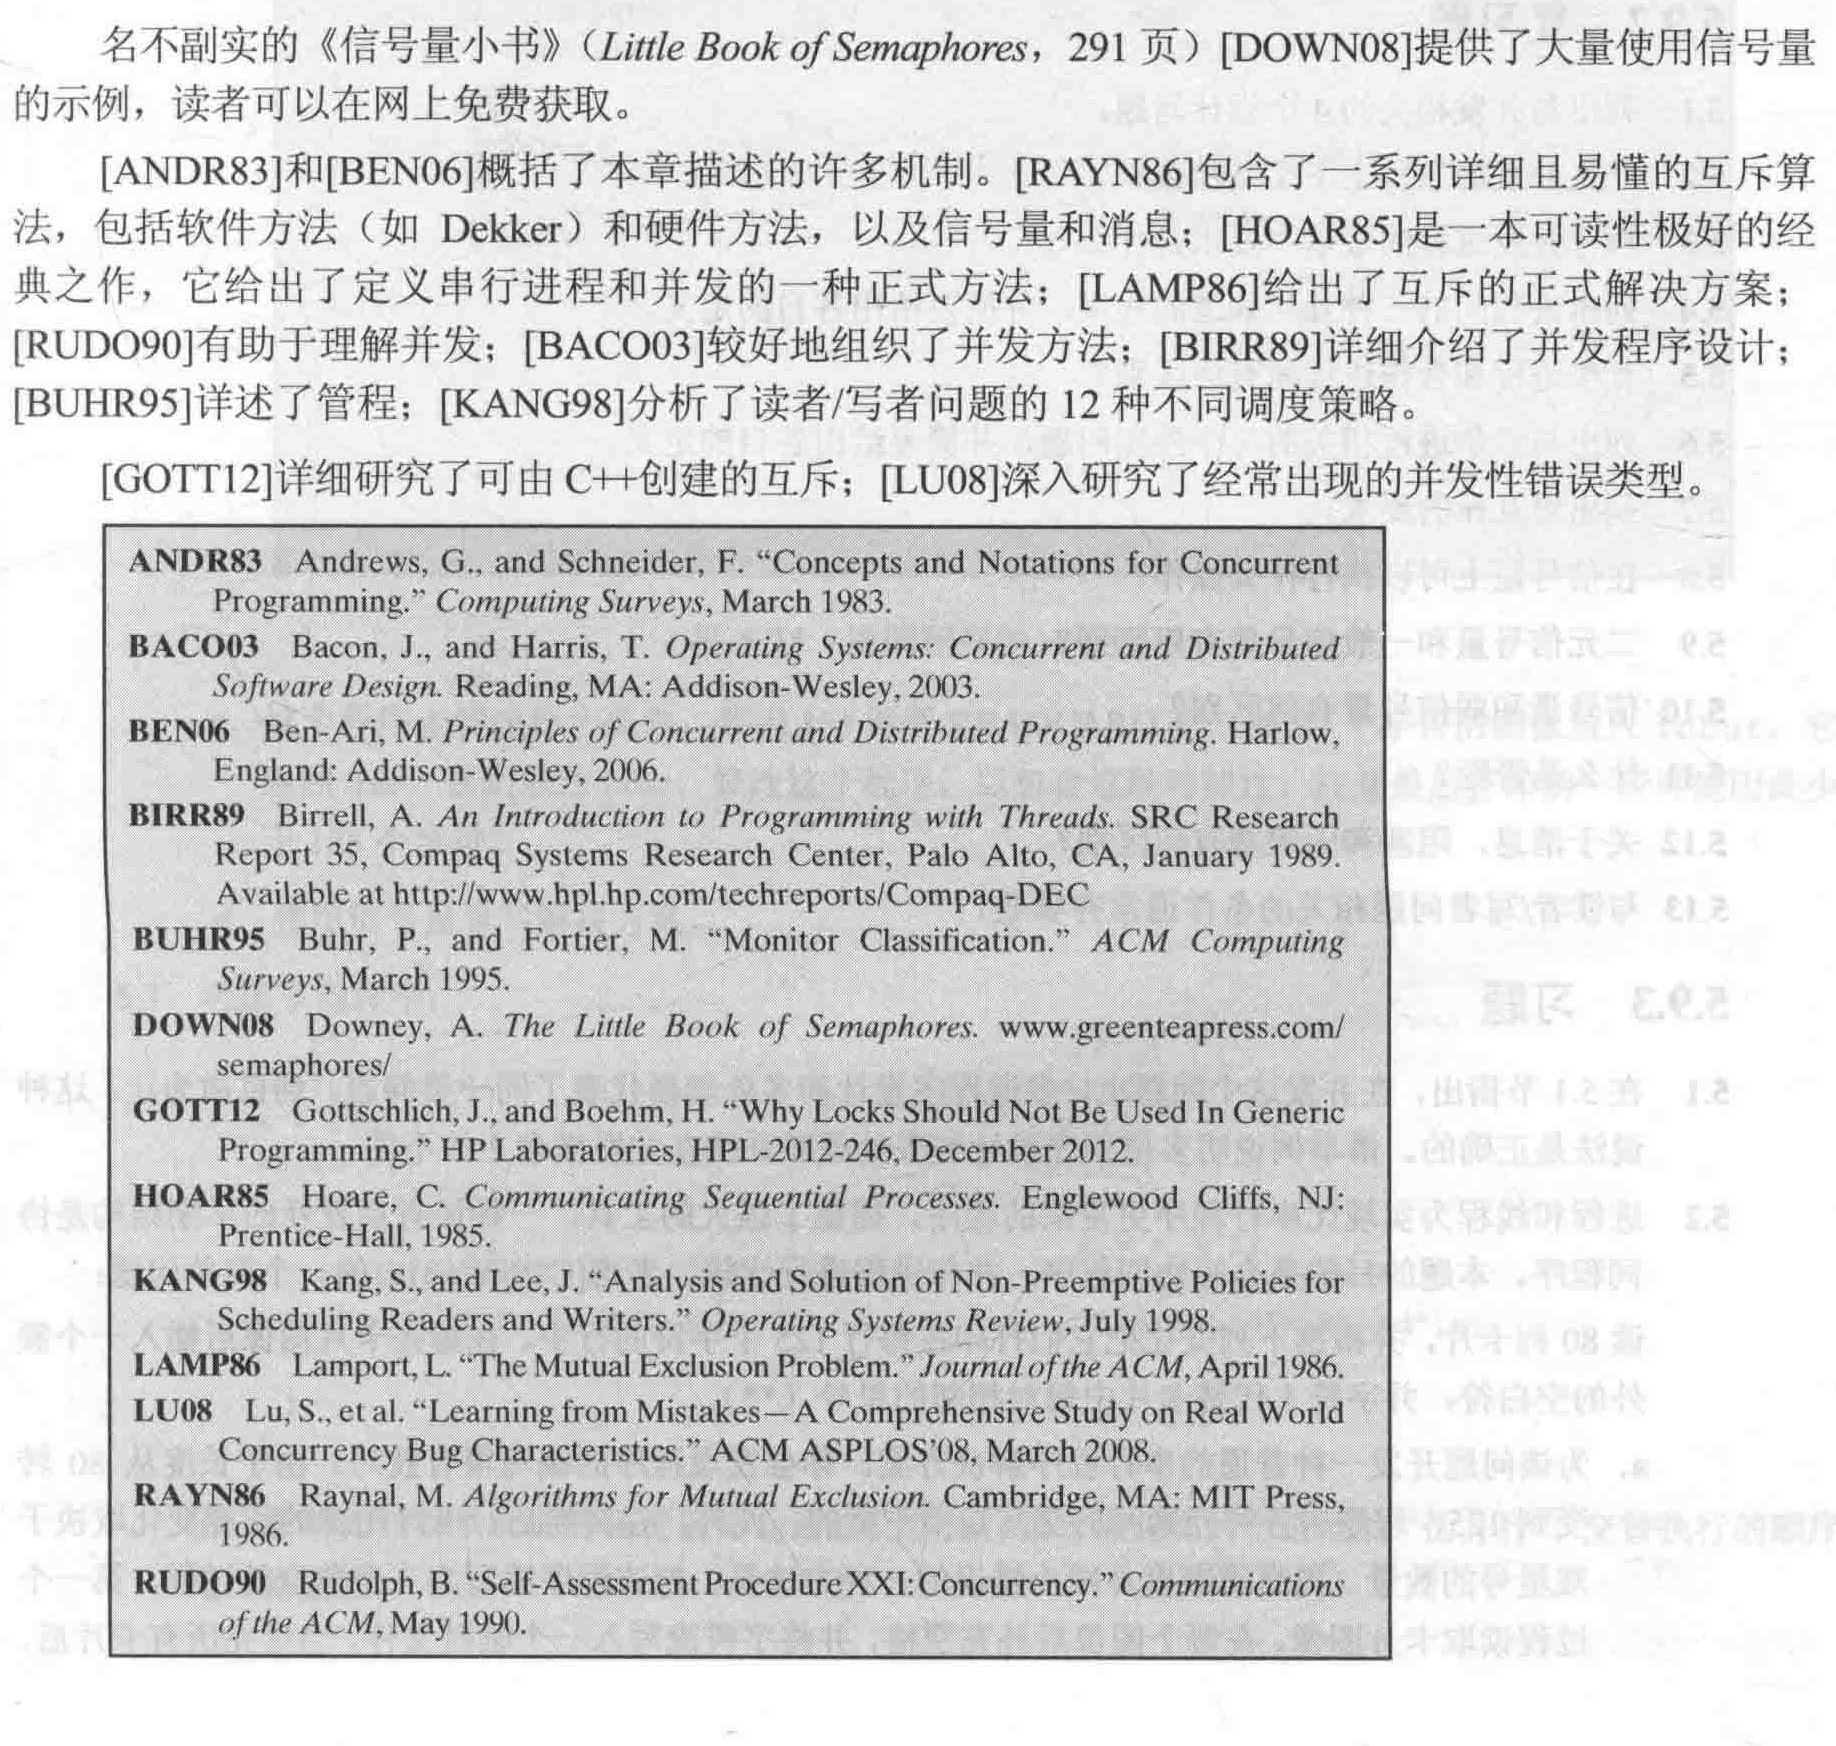 名不副实的《信号量小书》（Little Book of Semaphores，291 页）[DOWN08]提供了大量使用信号量
的示例，读者可以在网上免费获取。
[ANDR83]和[BEN06]概括了本章描述的许多机制。[RAYN86]包含了一系列详细且易懂的互斥算
法，包括软件方法（如 Dekker）和硬件方法，以及信号量和消息；[HOAR85]是一本可读性极好的经
典之作，它给出了定义串行进程和并发的一种正式方法；[LAMP86]给出了互斥的正式解决方案；
[RUDO90]有助于理解并发；[BACO03]较好地组织了并发方法；[BIRR89]详细介绍了并发程序设计；
[BUHR95]详述了管程；[KANG98]分析了读者/写者问题的 12 种不同调度策略。
[GOTT12]详细研究了可由 C++创建的互斥；[LU08]深入研究了经常出现的并发性错误类型。
ANDR83 Andrews, G., and Schneider, F. “Concepts and Notations for Concurrent
Programming.” Computing Surveys, March 1983.
BACO03 Bacon, J., and Harris, T. Operating Systems: Concurrent and Distributed
Software Design. Reading, MA: Addison-Wesley, 2003.
BEN06 Ben-Ari, M. Principles of Concurrent and Distributed Programming. Harlow,
England: Addison-Wesley, 2006.
BIRR89 Birrell, A. An Introduction to Programming with Threads. SRC Research
Report 35, Compaq Systems Research Center, Palo Alto, CA, January 1989.
Available at http://www.hpl.hp.com/techreports/Compaq-DEC
BUHR95 Buhr, P., and Fortier, M. “Monitor Classification.” ACM Computing
Surveys, March 1995.
DOWN08 Downey, A. The Little Book of Semaphores. www.greenteapress.com/
semaphores/
GOTT12 Gottschlich, J., and Boehm, H. “Why Locks Should Not Be Used In Generic
Programming.” HP Laboratories, HPL-2012-246, December 2012.
HOAR85 Hoare, C. Communicating Sequential Processes. Englewood Cliffs, NJ:
Prentice-Hall, 1985.
KANG98 Kang, S., and Lee, J. “Analysis and Solution of Non-Preemptive Policies for
Scheduling Readers and Writers.” Operating Systems Review, July 1998.
LAMP86 Lamport, L. “The Mutual Exclusion Problem.” Journal of the ACM, April 1986.
LU08 Lu, S., et al. “Learning from Mistakes—A Comprehensive Study on Real World
Concurrency Bug Characteristics.” ACM ASPLOS’08, March 2008.
RAYN86 Raynal, M. Algorithms for Mutual Exclusion. Cambridge, MA: MIT Press,
1986.
RUDO90 Rudolph, B. “Self-Assessment Procedure XXI: Concurrency.” Communications
of the ACM, May 1990.